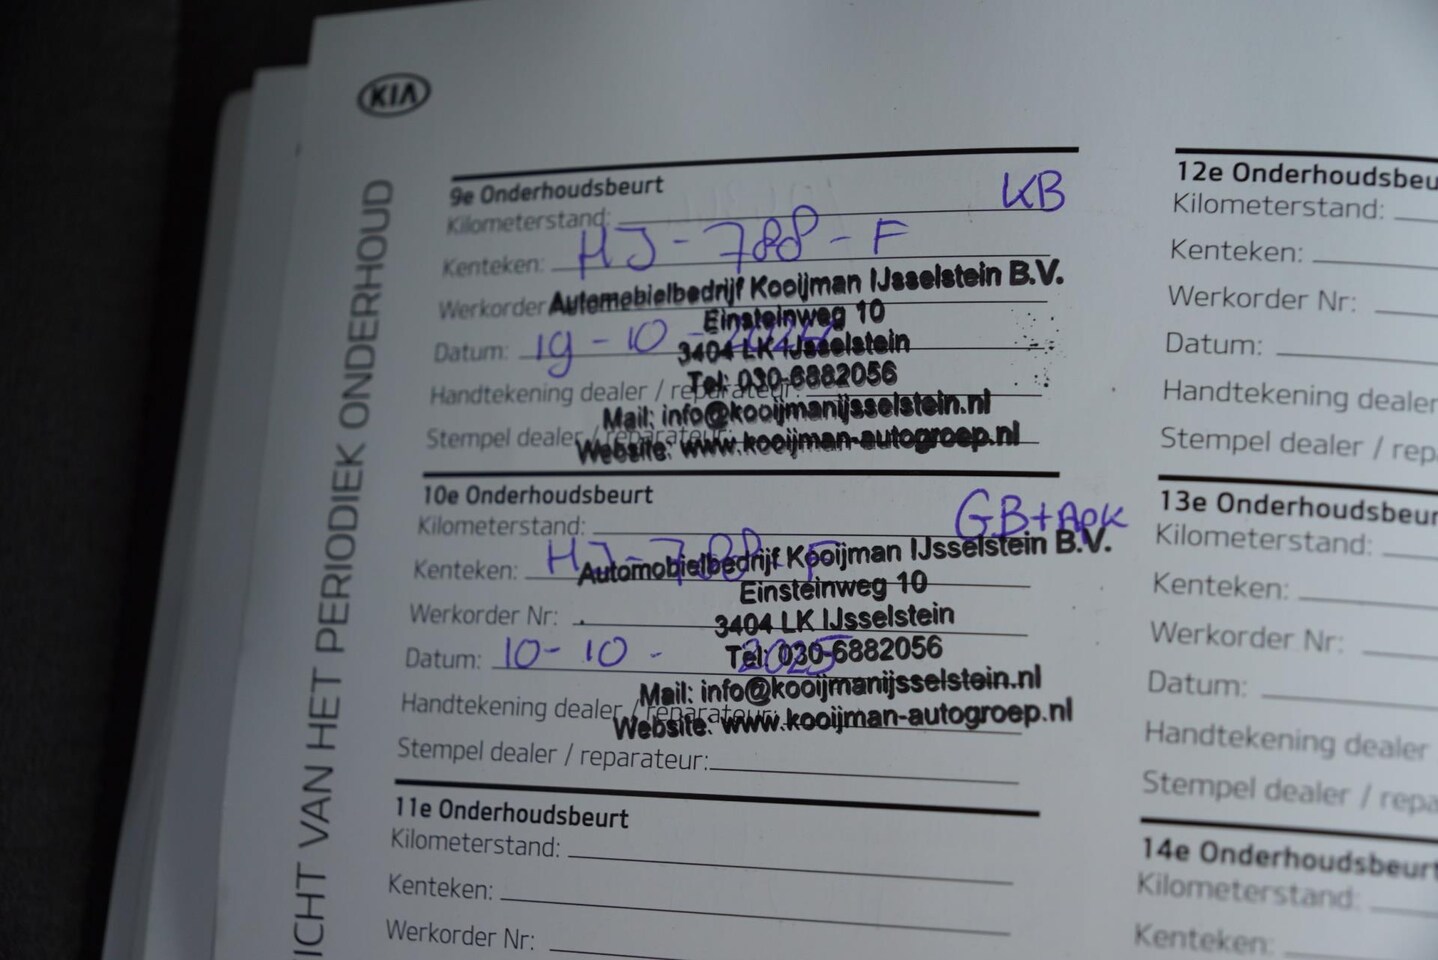 KIA
OVERZICHT VAN HET PERIODIEK ONDERHOUD
9e Onderhoudsbeurt
KB
Kilometerstand:
Kenteken: HJ-788-F
Werkorder
Automobielbedrijf Kooijman IJsselstein B.V.
Einsteinweg 10
Datum: 19-10-
3404 LK IJsselstein
Tel: 030-6882056
Handtekening dealer / reparateur:
Mail: info@kooijmanijsselstein.nl
Stempel dealer / reparateur:
Website: www.kooijman-autogroep.nl
10e Onderhoudsbeurt
GB+APK
Kilometerstand:
Kenteken: HJ-788-F
Automobielbedrijf Kooijman IJsselstein B.V.
Einsteinweg 10
Werkorder Nr:
3404 LK IJsselstein
Datum: 10-10-2025
Tel: 030-6882056
Mail: info@kooijmanijsselstein.nl
Handtekening dealer / reparateur:
Website: www.kooijman-autogroep.nl
Stempel dealer / reparateur:
11e Onderhoudsbeurt
Kilometerstand:
Kenteken:
Werkorder Nr:
12e Onderhoudsbeu
Kilometerstand:
Kenteken:
Werkorder Nr:
Datum:
Handtekening dealer
Stempel dealer / rep
13e Onderhoudsbeur
Kilometerstand:
Kenteken:
Werkorder Nr:
Datum:
Handtekening dealer
Stempel dealer / repa
14e Onderhoudsbeurt
Kilometerstand:
Kenteken: